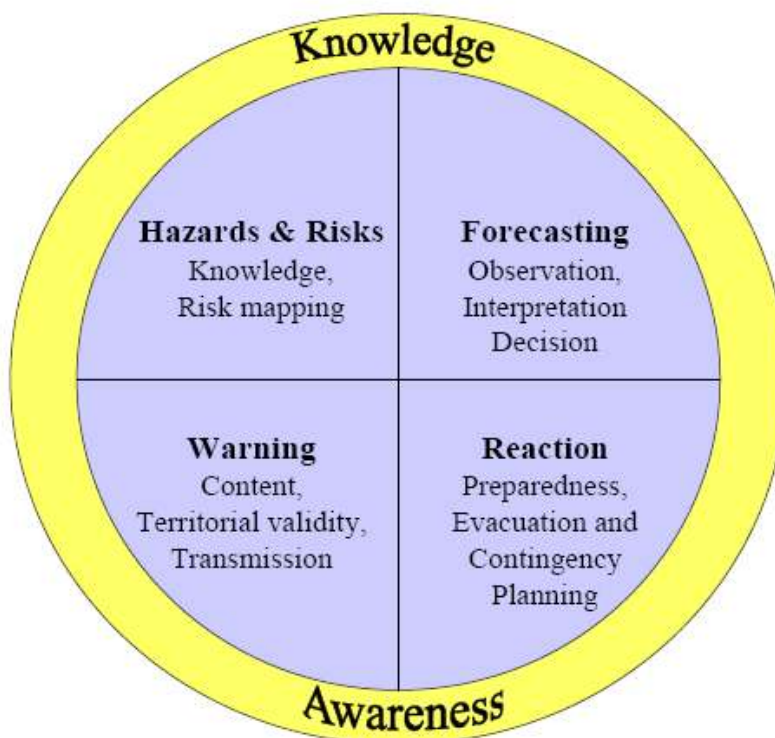 Knowledge
Hazards & Risks
Knowledge,
Risk mapping
Forecasting
Observation,
Interpretation
Decision
Warning
Content,
Territorial validity,
Transmission
Reaction
Preparedness,
Evacuation and
Contingency
Planning
Awareness